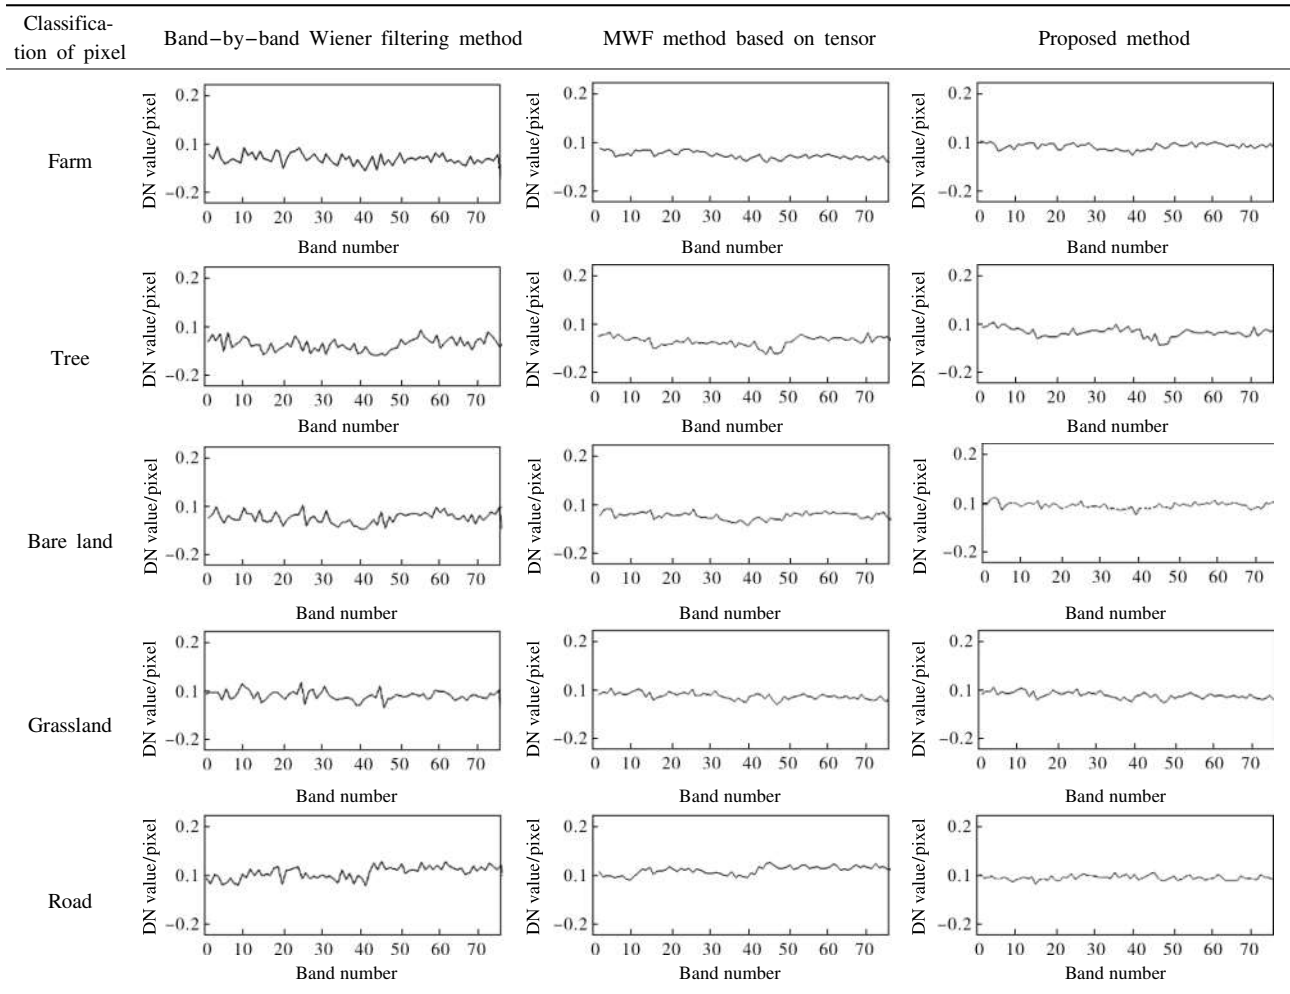 Classifica-
tion of pixel
Band-by-band Wiener filtering method
MWF method based on tensor
Proposed method
Farm
DN value/pixel
0.2
0.1
-0.2
0 10 20 30 40 50 60 70
Band number
DN value/pixel
0.2
0.1
-0.2
0 10 20 30 40 50 60 70
Band number
DN value/pixel
0.2
0.1
-0.2
0 10 20 30 40 50 60 70
Band number
Tree
DN value/pixel
0.2
0.1
-0.2
0 10 20 30 40 50 60 70
Band number
DN value/pixel
0.2
0.1
-0.2
0 10 20 30 40 50 60 70
Band number
DN value/pixel
0.2
0.1
-0.2
0 10 20 30 40 50 60 70
Band number
Bare land
DN value/pixel
0.2
0.1
-0.2
0 10 20 30 40 50 60 70
Band number
DN value/pixel
0.2
0.1
-0.2
0 10 20 30 40 50 60 70
Band number
DN value/pixel
0.2
0.1
-0.2
0 10 20 30 40 50 60 70
Band number
Grassland
DN value/pixel
0.2
0.1
-0.2
0 10 20 30 40 50 60 70
Band number
DN value/pixel
0.2
0.1
-0.2
0 10 20 30 40 50 60 70
Band number
DN value/pixel
0.2
0.1
-0.2
0 10 20 30 40 50 60 70
Band number
Road
DN value/pixel
0.2
0.1
-0.2
0 10 20 30 40 50 60 70
Band number
DN value/pixel
0.2
0.1
-0.2
0 10 20 30 40 50 60 70
Band number
DN value/pixel
0.2
0.1
-0.2
0 10 20 30 40 50 60 70
Band number